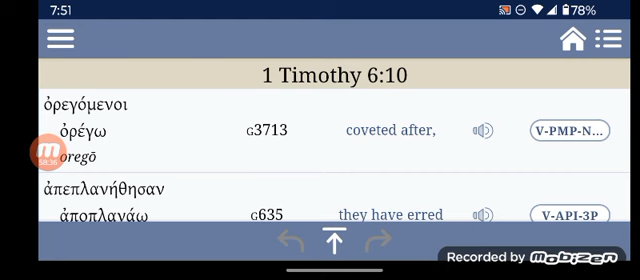 7:51
78%
1 Timothy 6:10
ὀρεγόμενοι
ὀρέγω G3713 coveted after, V-PMP-N...
oregō
58:36
ἀπεπλανήθησαν
ἀποπλανάω G635 they have erred V-API-3P
Recorded by mobizen